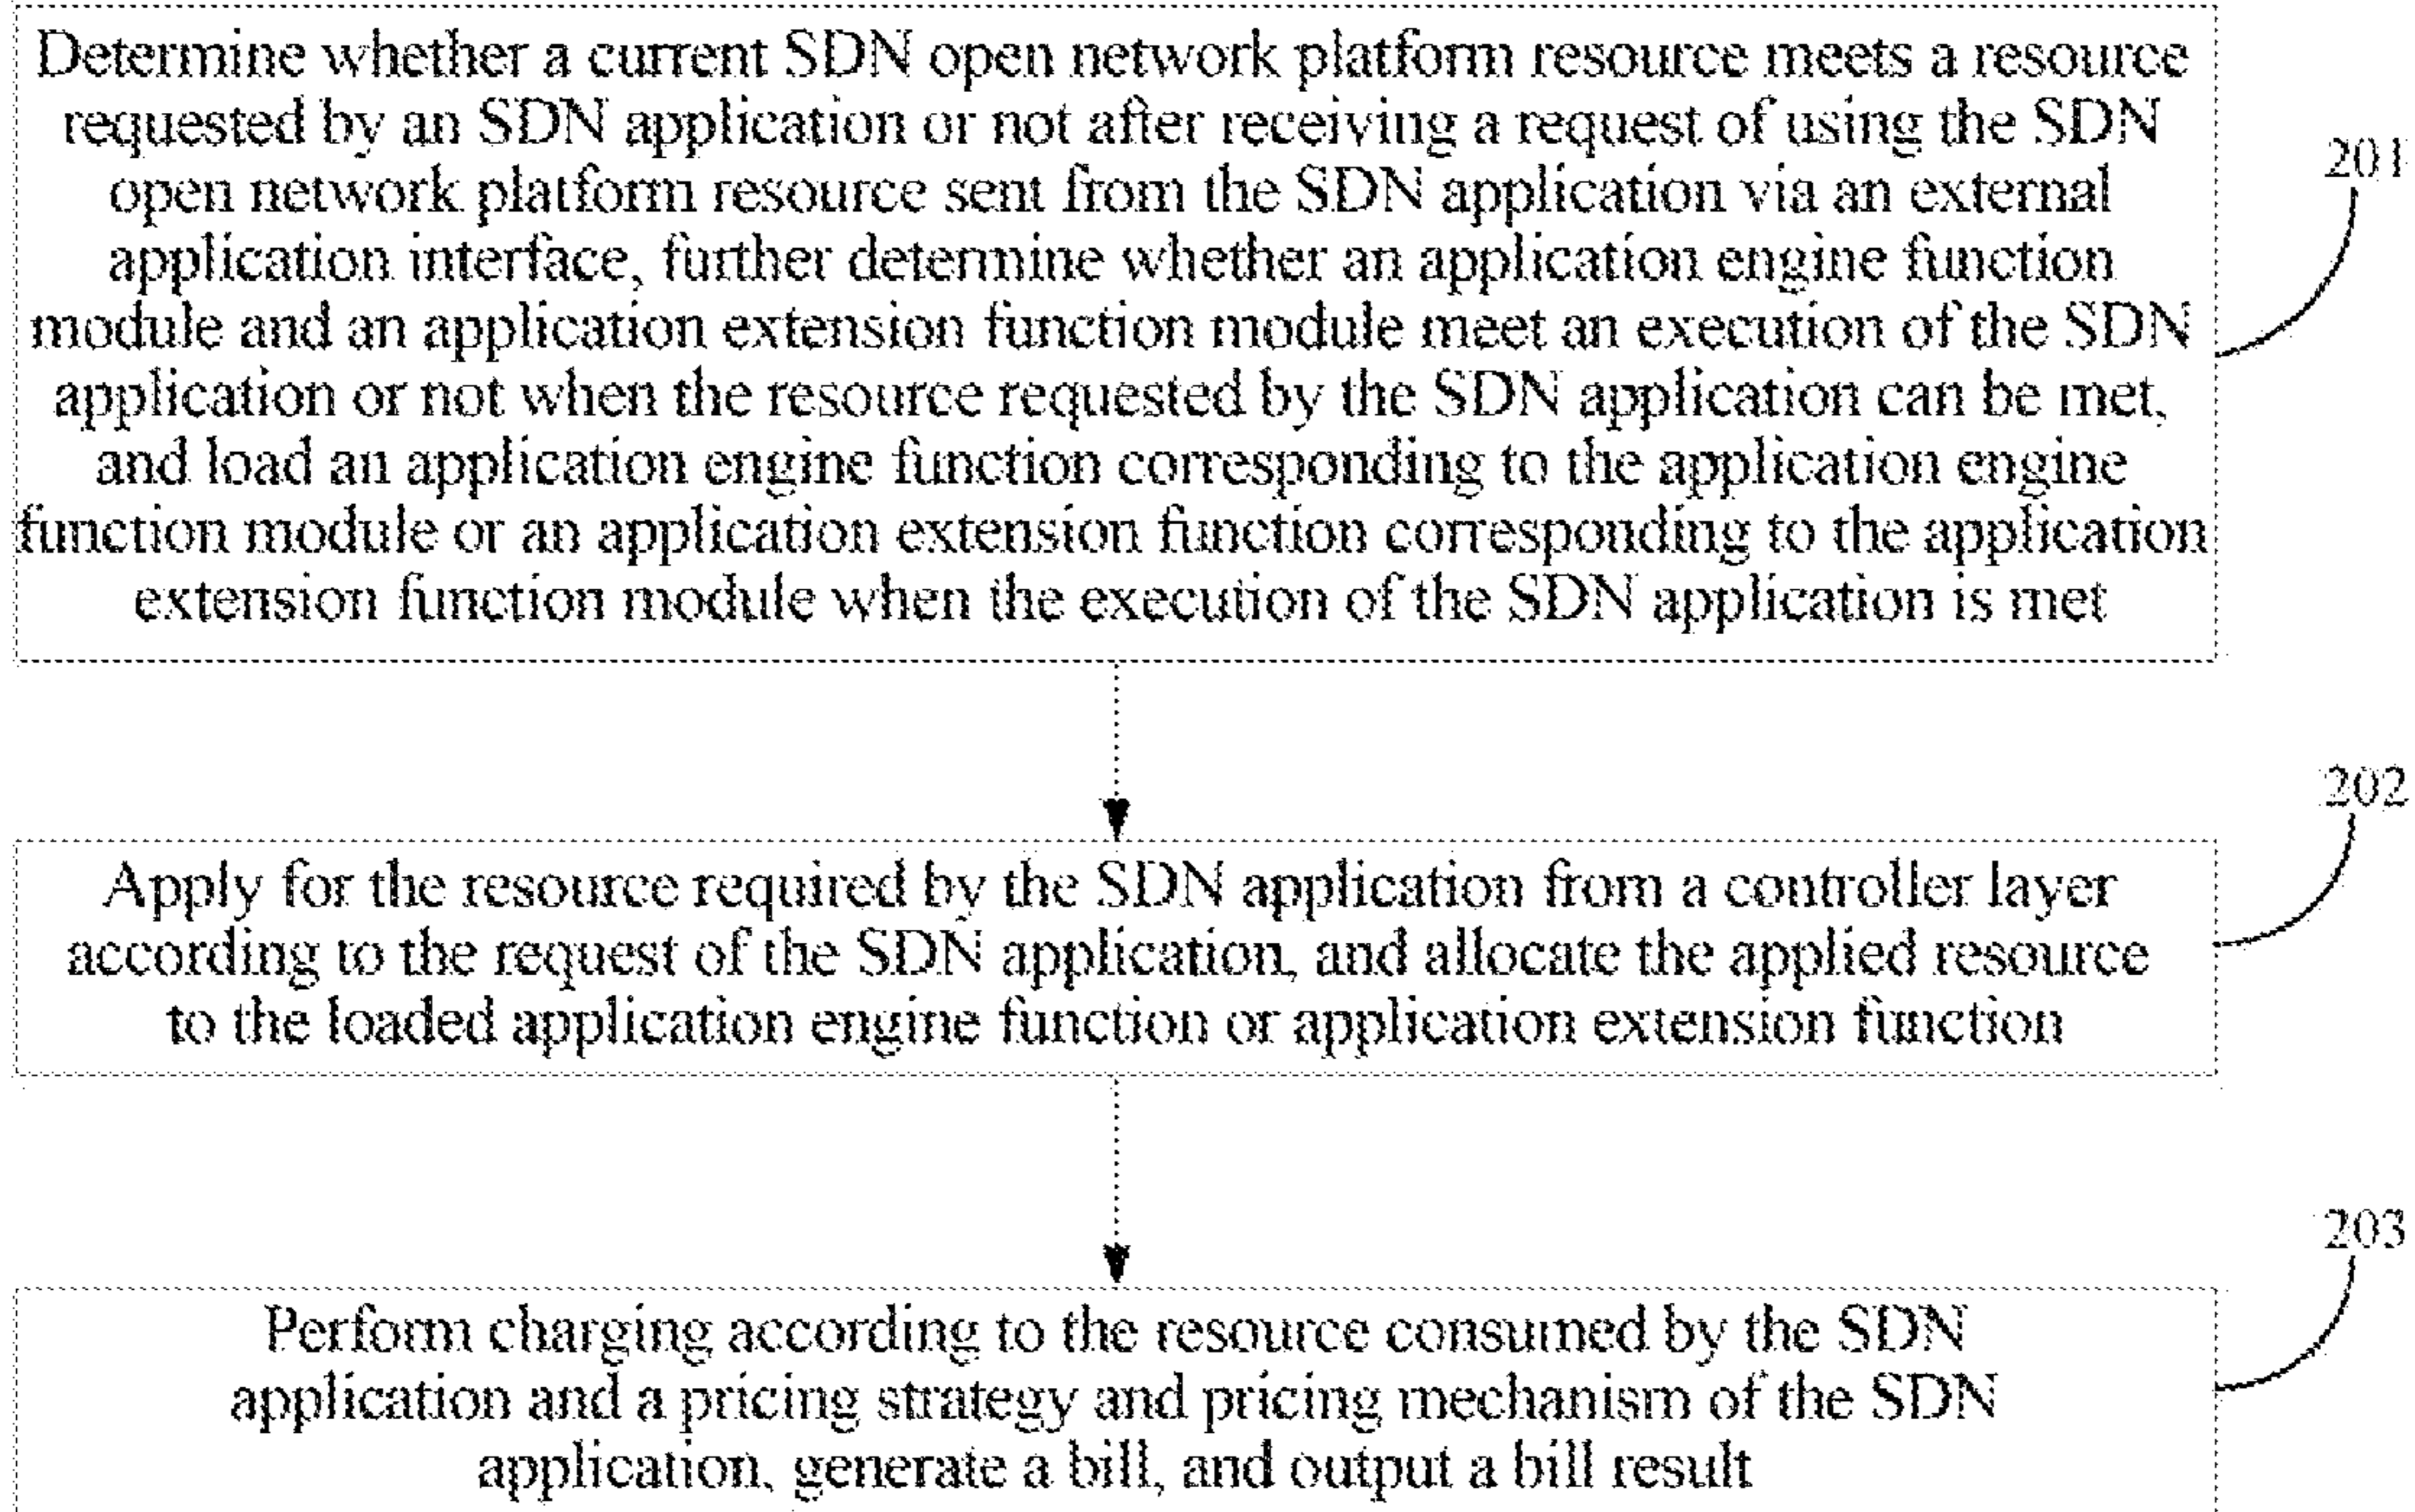 Determine whether a current SDN open network platform resource meets a resource
requested by an SDN application or not after receiving a request of using the SDN
open network platform resource sent from the SDN application via an external
application interface, further determine whether an application engine function
module and an application extension function module meet an execution of the SDN
application or not when the resource requested by the SDN application can be met,
and load an application engine function corresponding to the application engine
function module or an application extension function corresponding to the application
extension function module when the execution of the SDN application is met
201
202
Apply for the resource required by the SDN application from a controller layer
according to the request of the SDN application, and allocate the applied resource
to the loaded application engine function or application extension function
203
Perform charging according to the resource consumed by the SDN
application and a pricing strategy and pricing mechanism of the SDN
application, generate a bill, and output a bill result